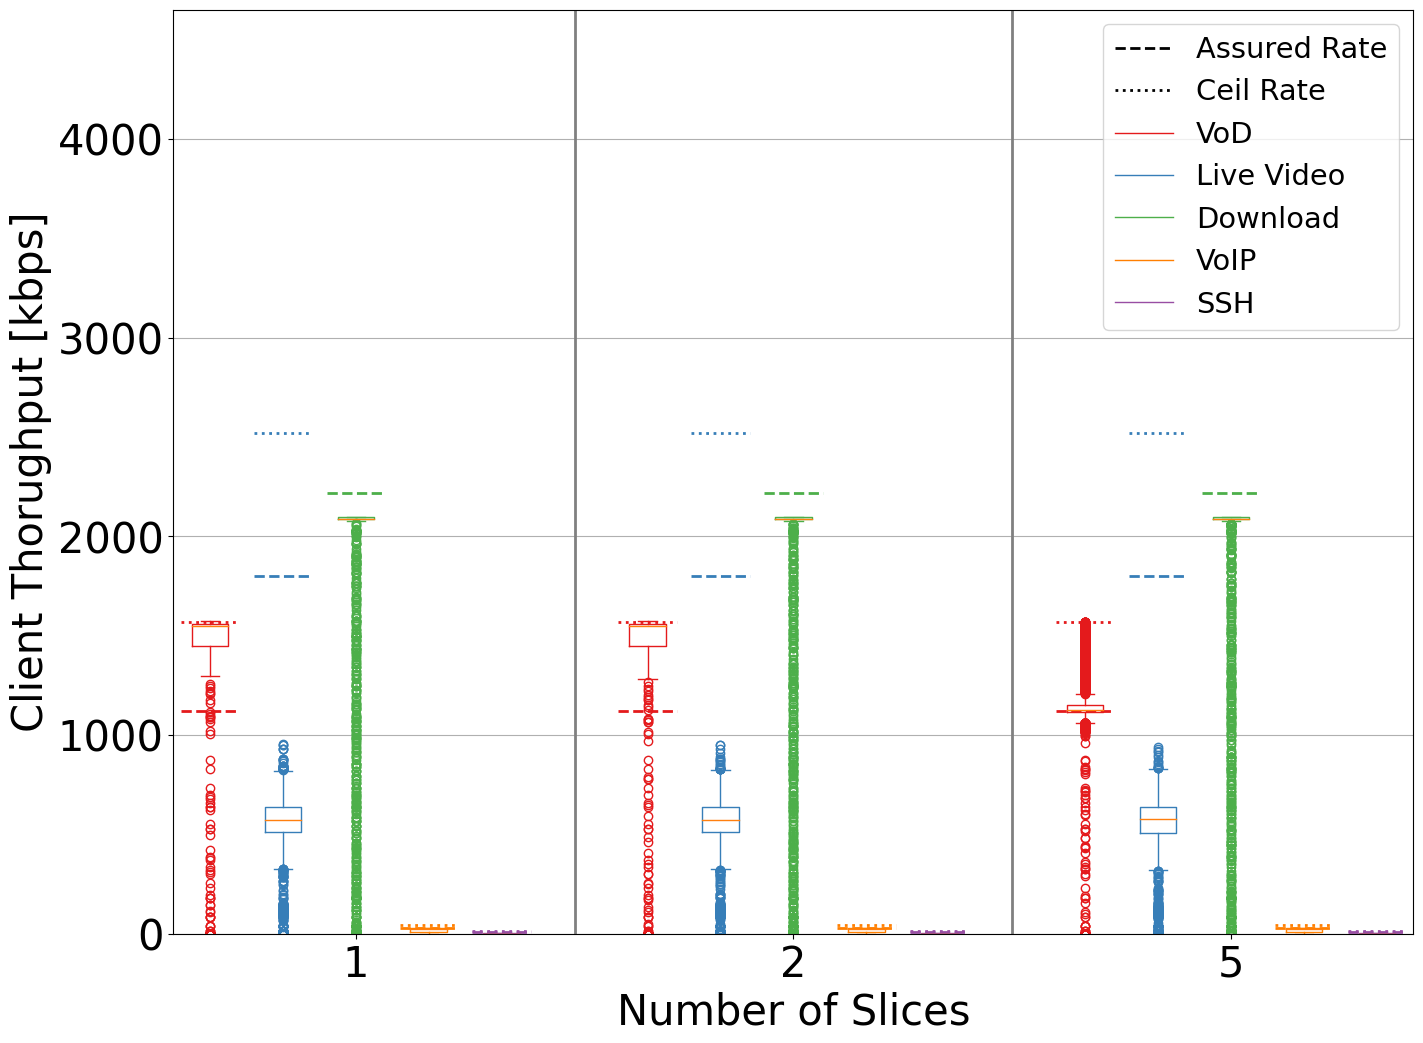 Client Thorughput [kbps]
4000
3000
2000
1000
0
1
2
5
Number of Slices
Assured Rate
Ceil Rate
VoD
Live Video
Download
VoIP
SSH